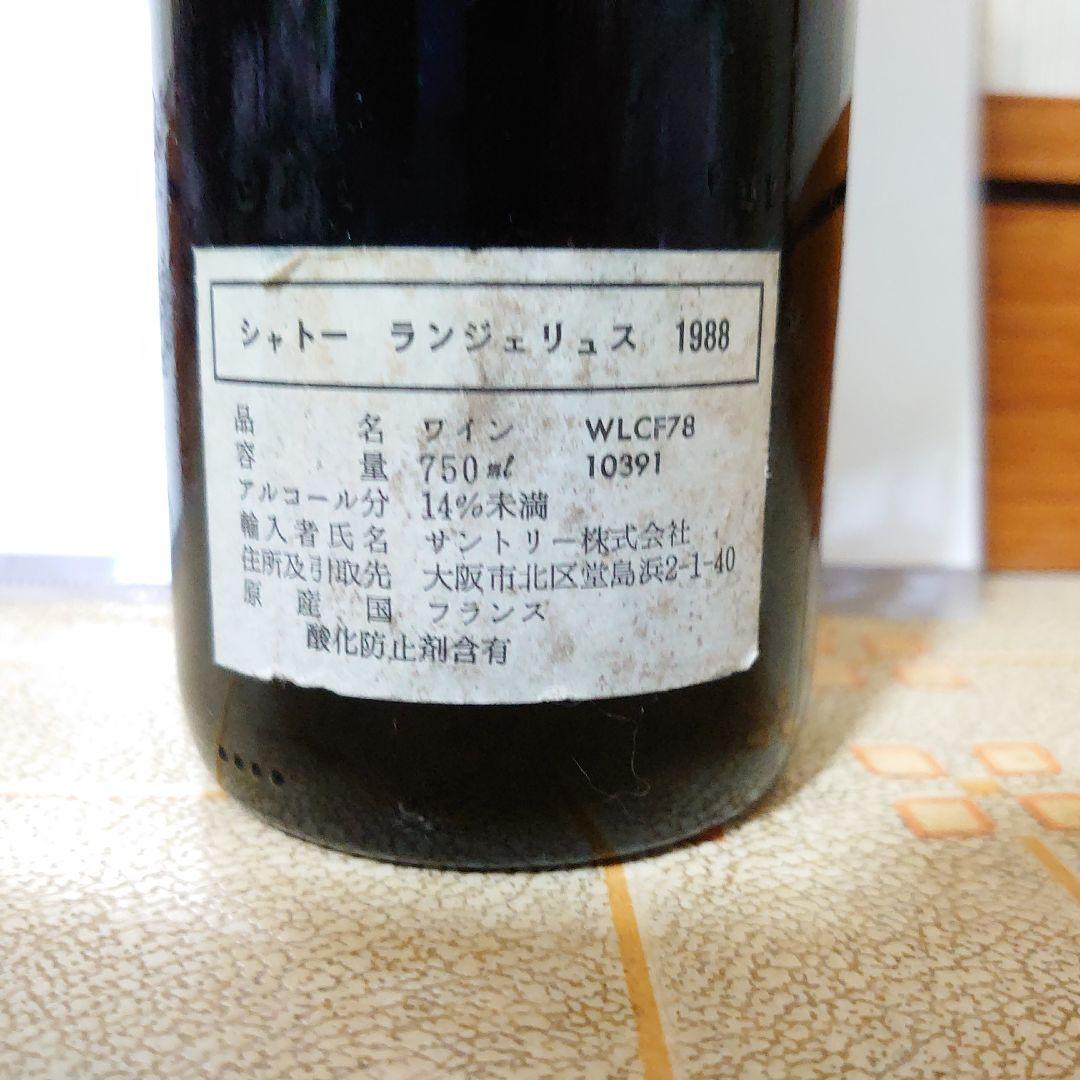 シャトー ランジェリュス 1988
品名 ワイン WLCF78
容量 750ml 10391
アルコール分 14%未満
輸入者氏名 サントリー株式会社
住所及引取先 大阪市北区堂島浜2-1-40
原産国 フランス
酸化防止剤含有